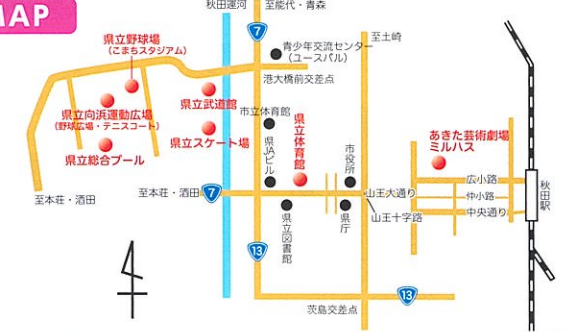 MAP
秋田運河
至能代・青森
7
県立野球場
(こまちスタジアム)
青少年交流センター
(ユースパル)
至土崎
港大橋前交差点
県立武道館
県立向浜運動広場
(野球広場・テニスコート)
市立体育館
県立スケート場
県立体育館
県JAビル
市役所
あきた芸術劇場
ミルハス
県立総合プール
至本荘・酒田
至本荘・酒田
7
山王大通り
広小路
仲小路
中央通り
秋田駅
県立図書館
県庁
山王十字路
13
茨島交差点
13